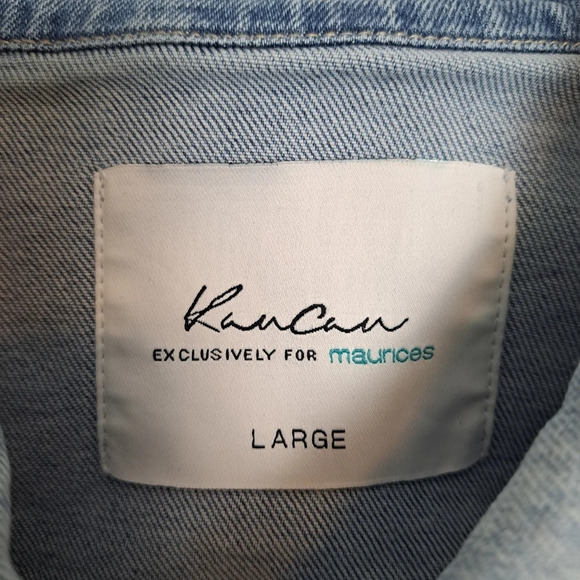 KanCan
EXCLUSIVELY FOR maurices
LARGE